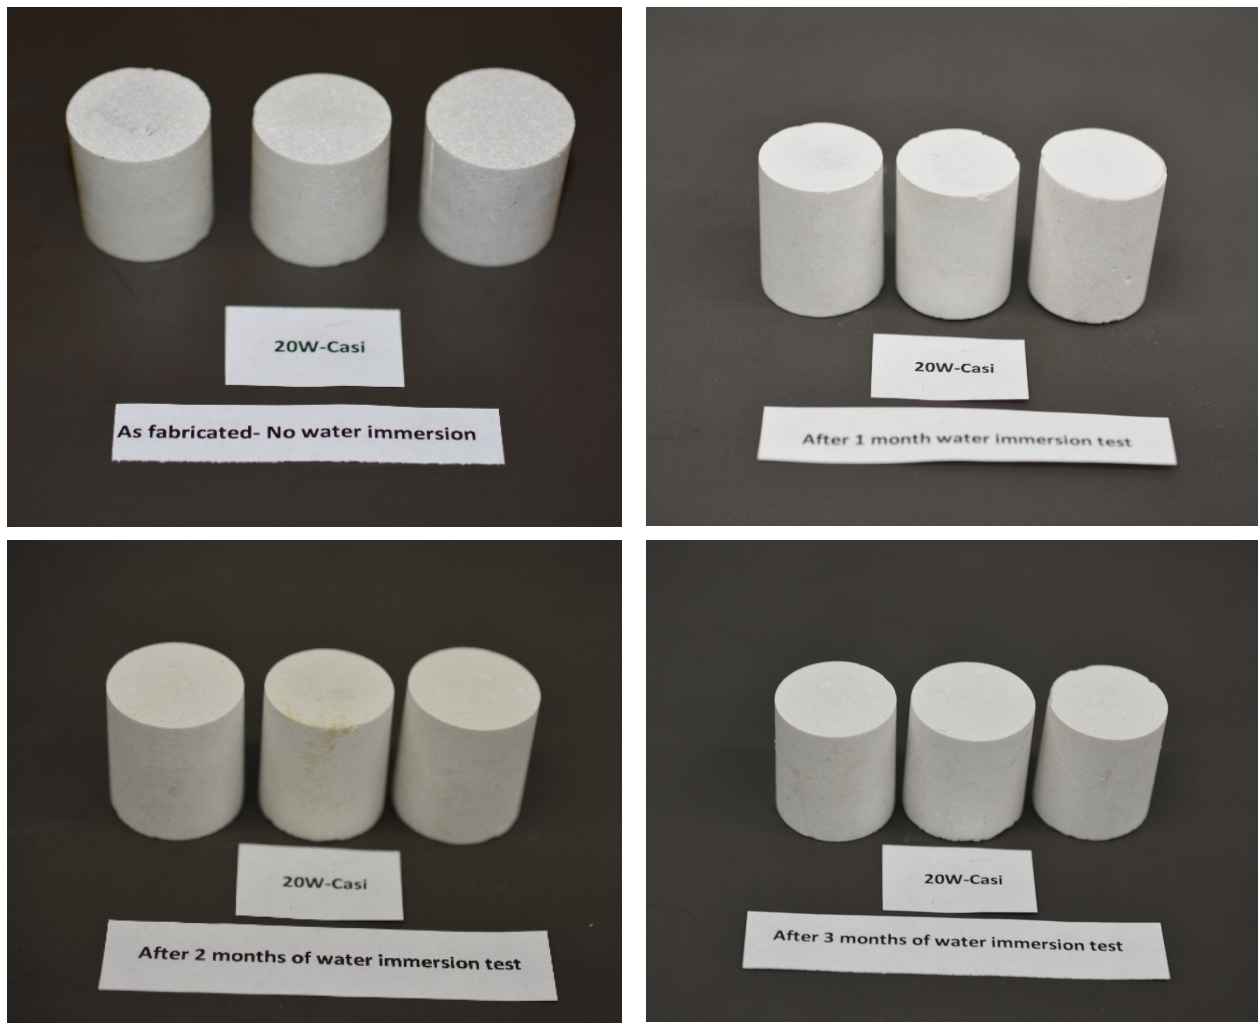 20W-Casi
As fabricated- No water immersion
20W-Casi
After 1 month water immersion test
20W-Casi
After 2 months of water immersion test
20W-Casi
After 3 months of water immersion test